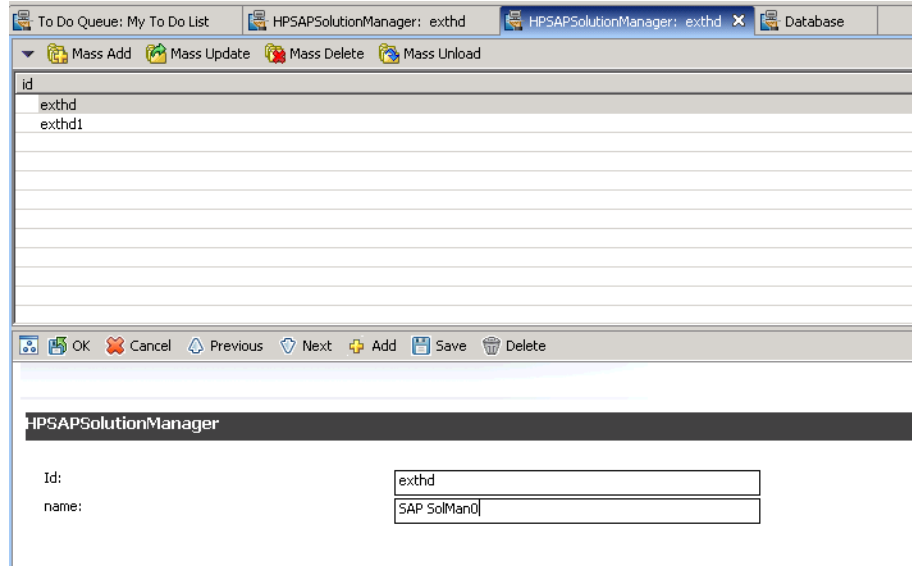 To Do Queue: My To Do List HPSAPSolutionManager: exthd HPSAPSolutionManager: exthd Database
Mass Add Mass Update Mass Delete Mass Unload
id
exthd
exthd1
OK Cancel Previous Next Add Save Delete
HPSAPSolutionManager
Id: exthd
name: SAP SolMan0